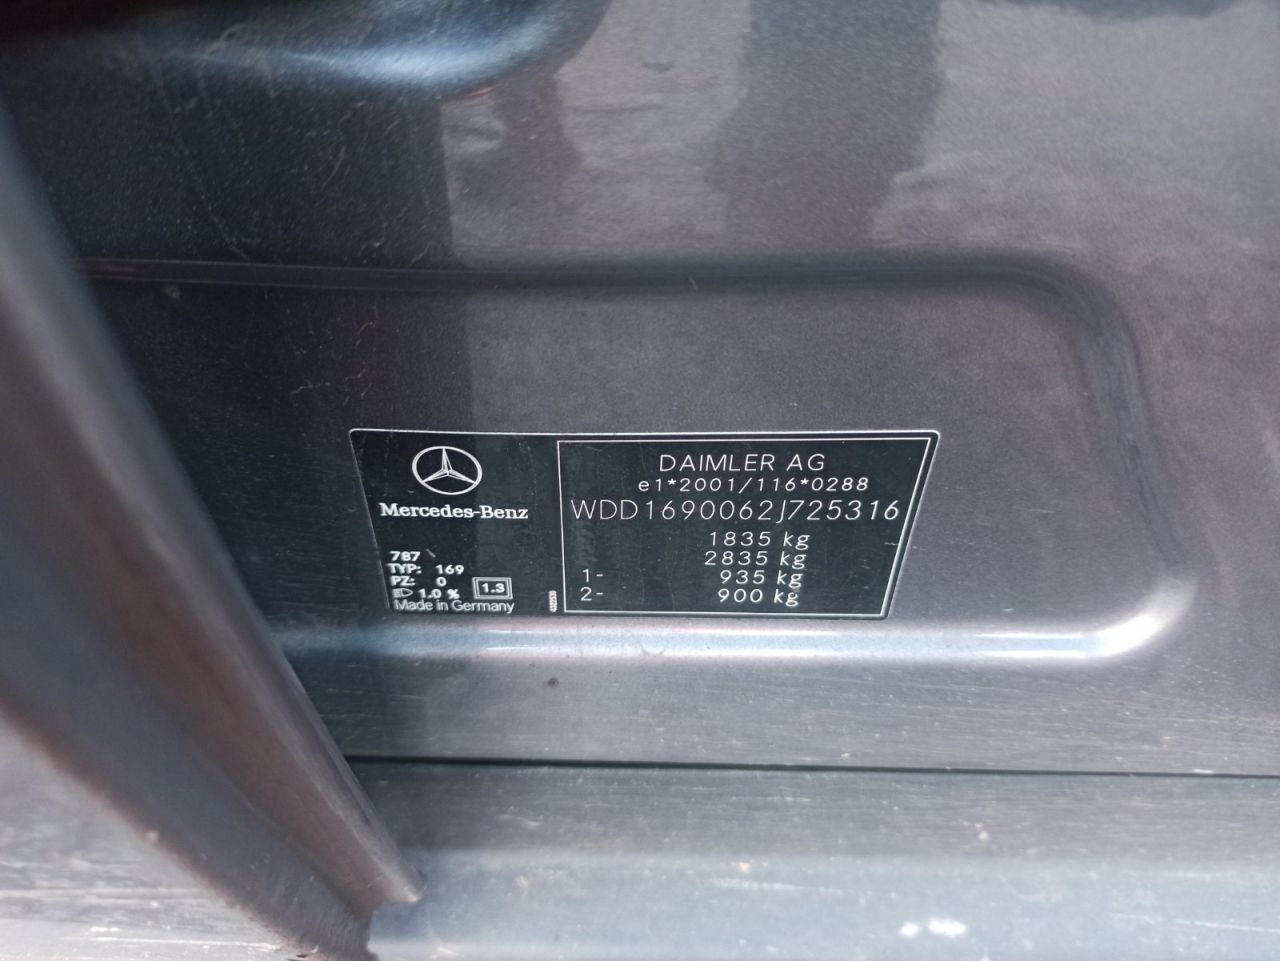 Mercedes-Benz
787
TYP: 169
PZ: 0
1.0 %
1.3
Made in Germany
DAIMLER AG
e1*2001/116*0288
WDD1690062J725316
1835 kg
2835 kg
1- 935 kg
2- 900 kg